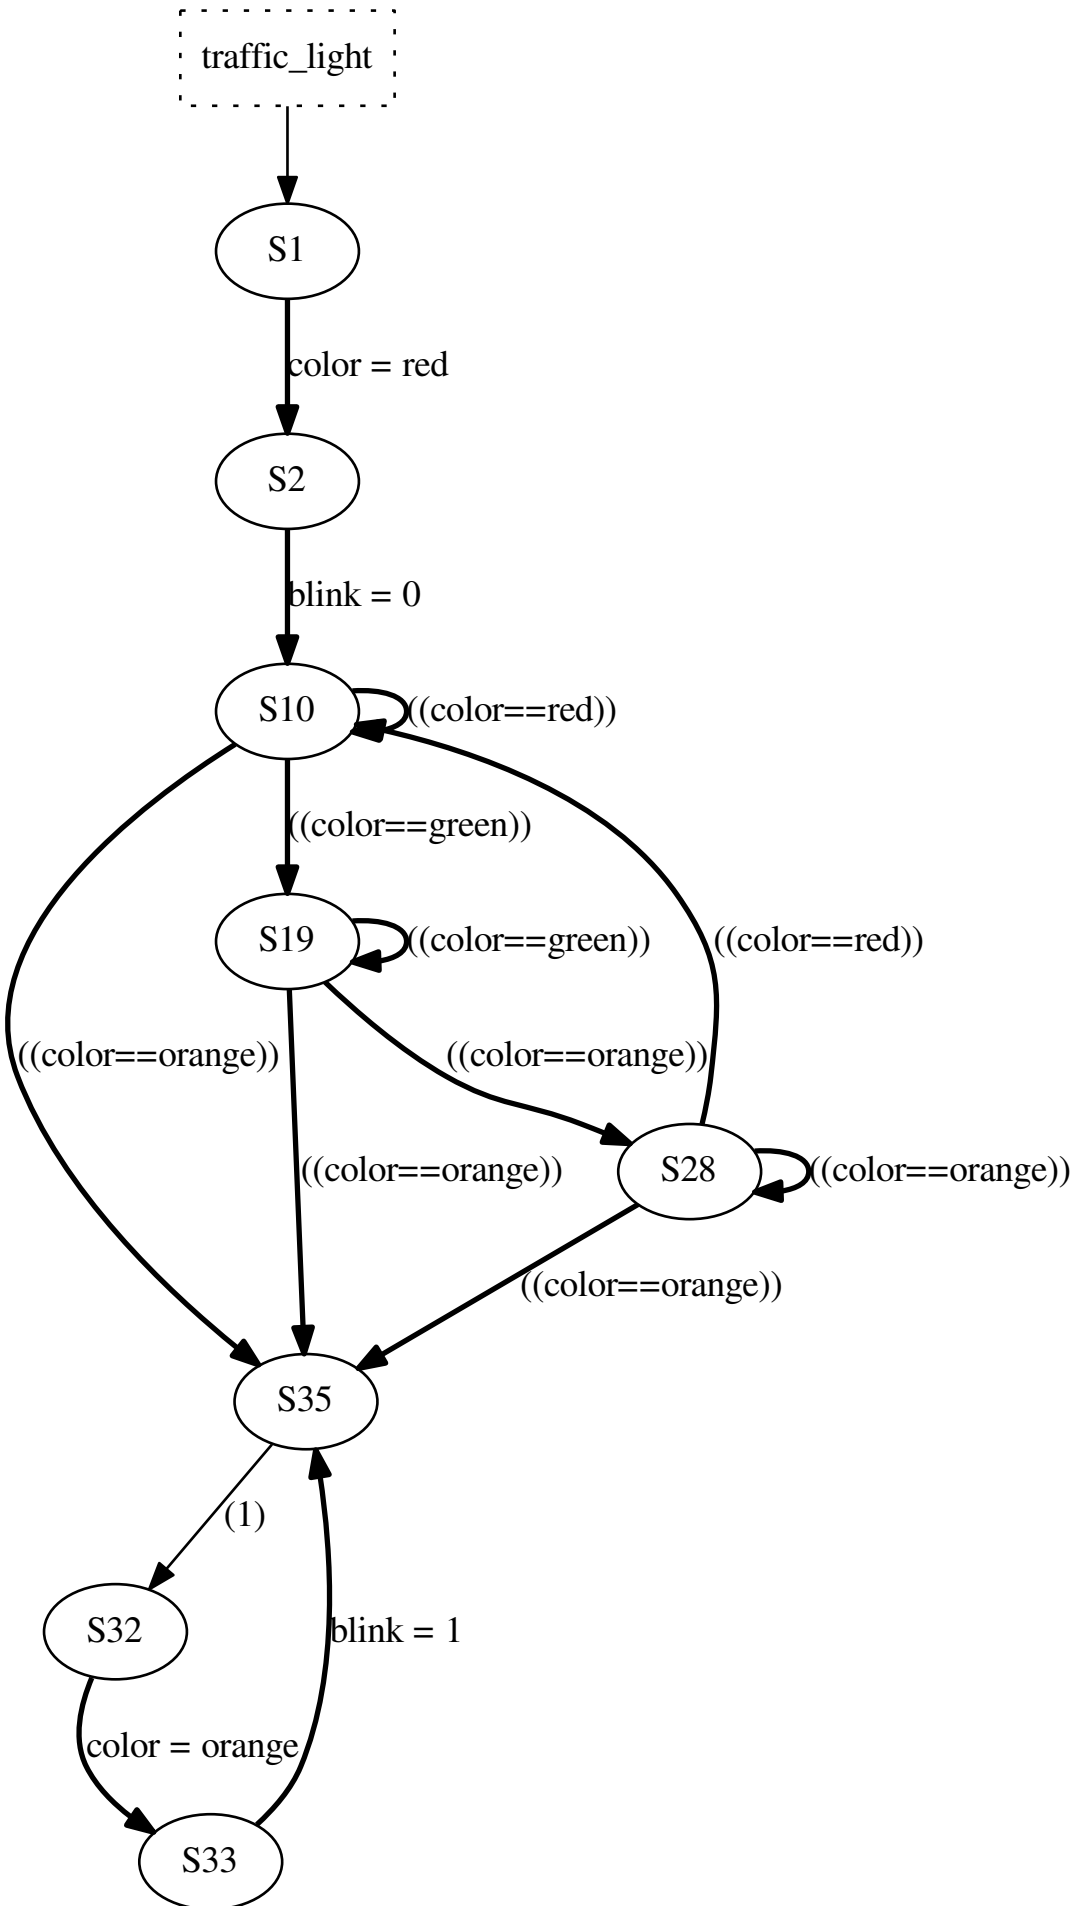 traffic_light
S1
color = red
S2
blink = 0
S10
((color==red))
((color==green))
S19
((color==green))
((color==red))
((color==orange))
((color==orange))
((color==orange))
S28
((color==orange))
((color==orange))
S35
(1)
S32
blink = 1
color = orange
S33